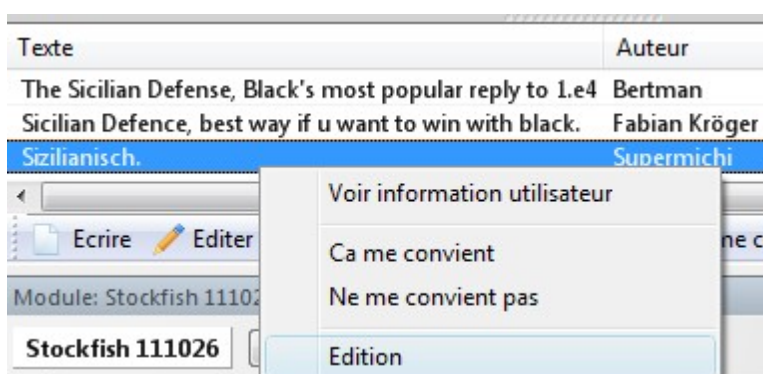 Texte Auteur
The Sicilian Defense, Black's most popular reply to 1.e4 Bertman
Sicilian Defence, best way if u want to win with black. Fabian Kröger
Sizilianisch. Supermichi
Voir information utilisateur
Ecrire Editer
Ca me convient
Module: Stockfish 11102
Ne me convient pas
Stockfish 111026
Edition